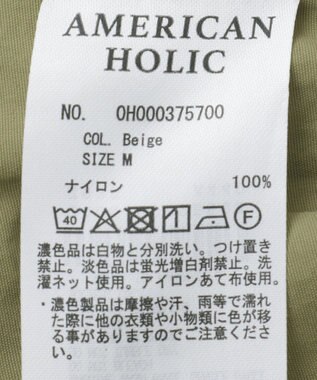 AMERICAN
HOLIC
NO. 0H000375700
COL. Beige
SIZE M
ナイロン 100%
40 F
濃色品は白物と分別洗い。つけ置き
禁止。淡色品は蛍光増白剤禁止。洗
濯ネット使用。アイロンあて布使用。
・濃色製品は摩擦や汗、雨等で濡れ
た際に他の衣類や小物類に色が移
る事がありますのでご注意くださ
い。